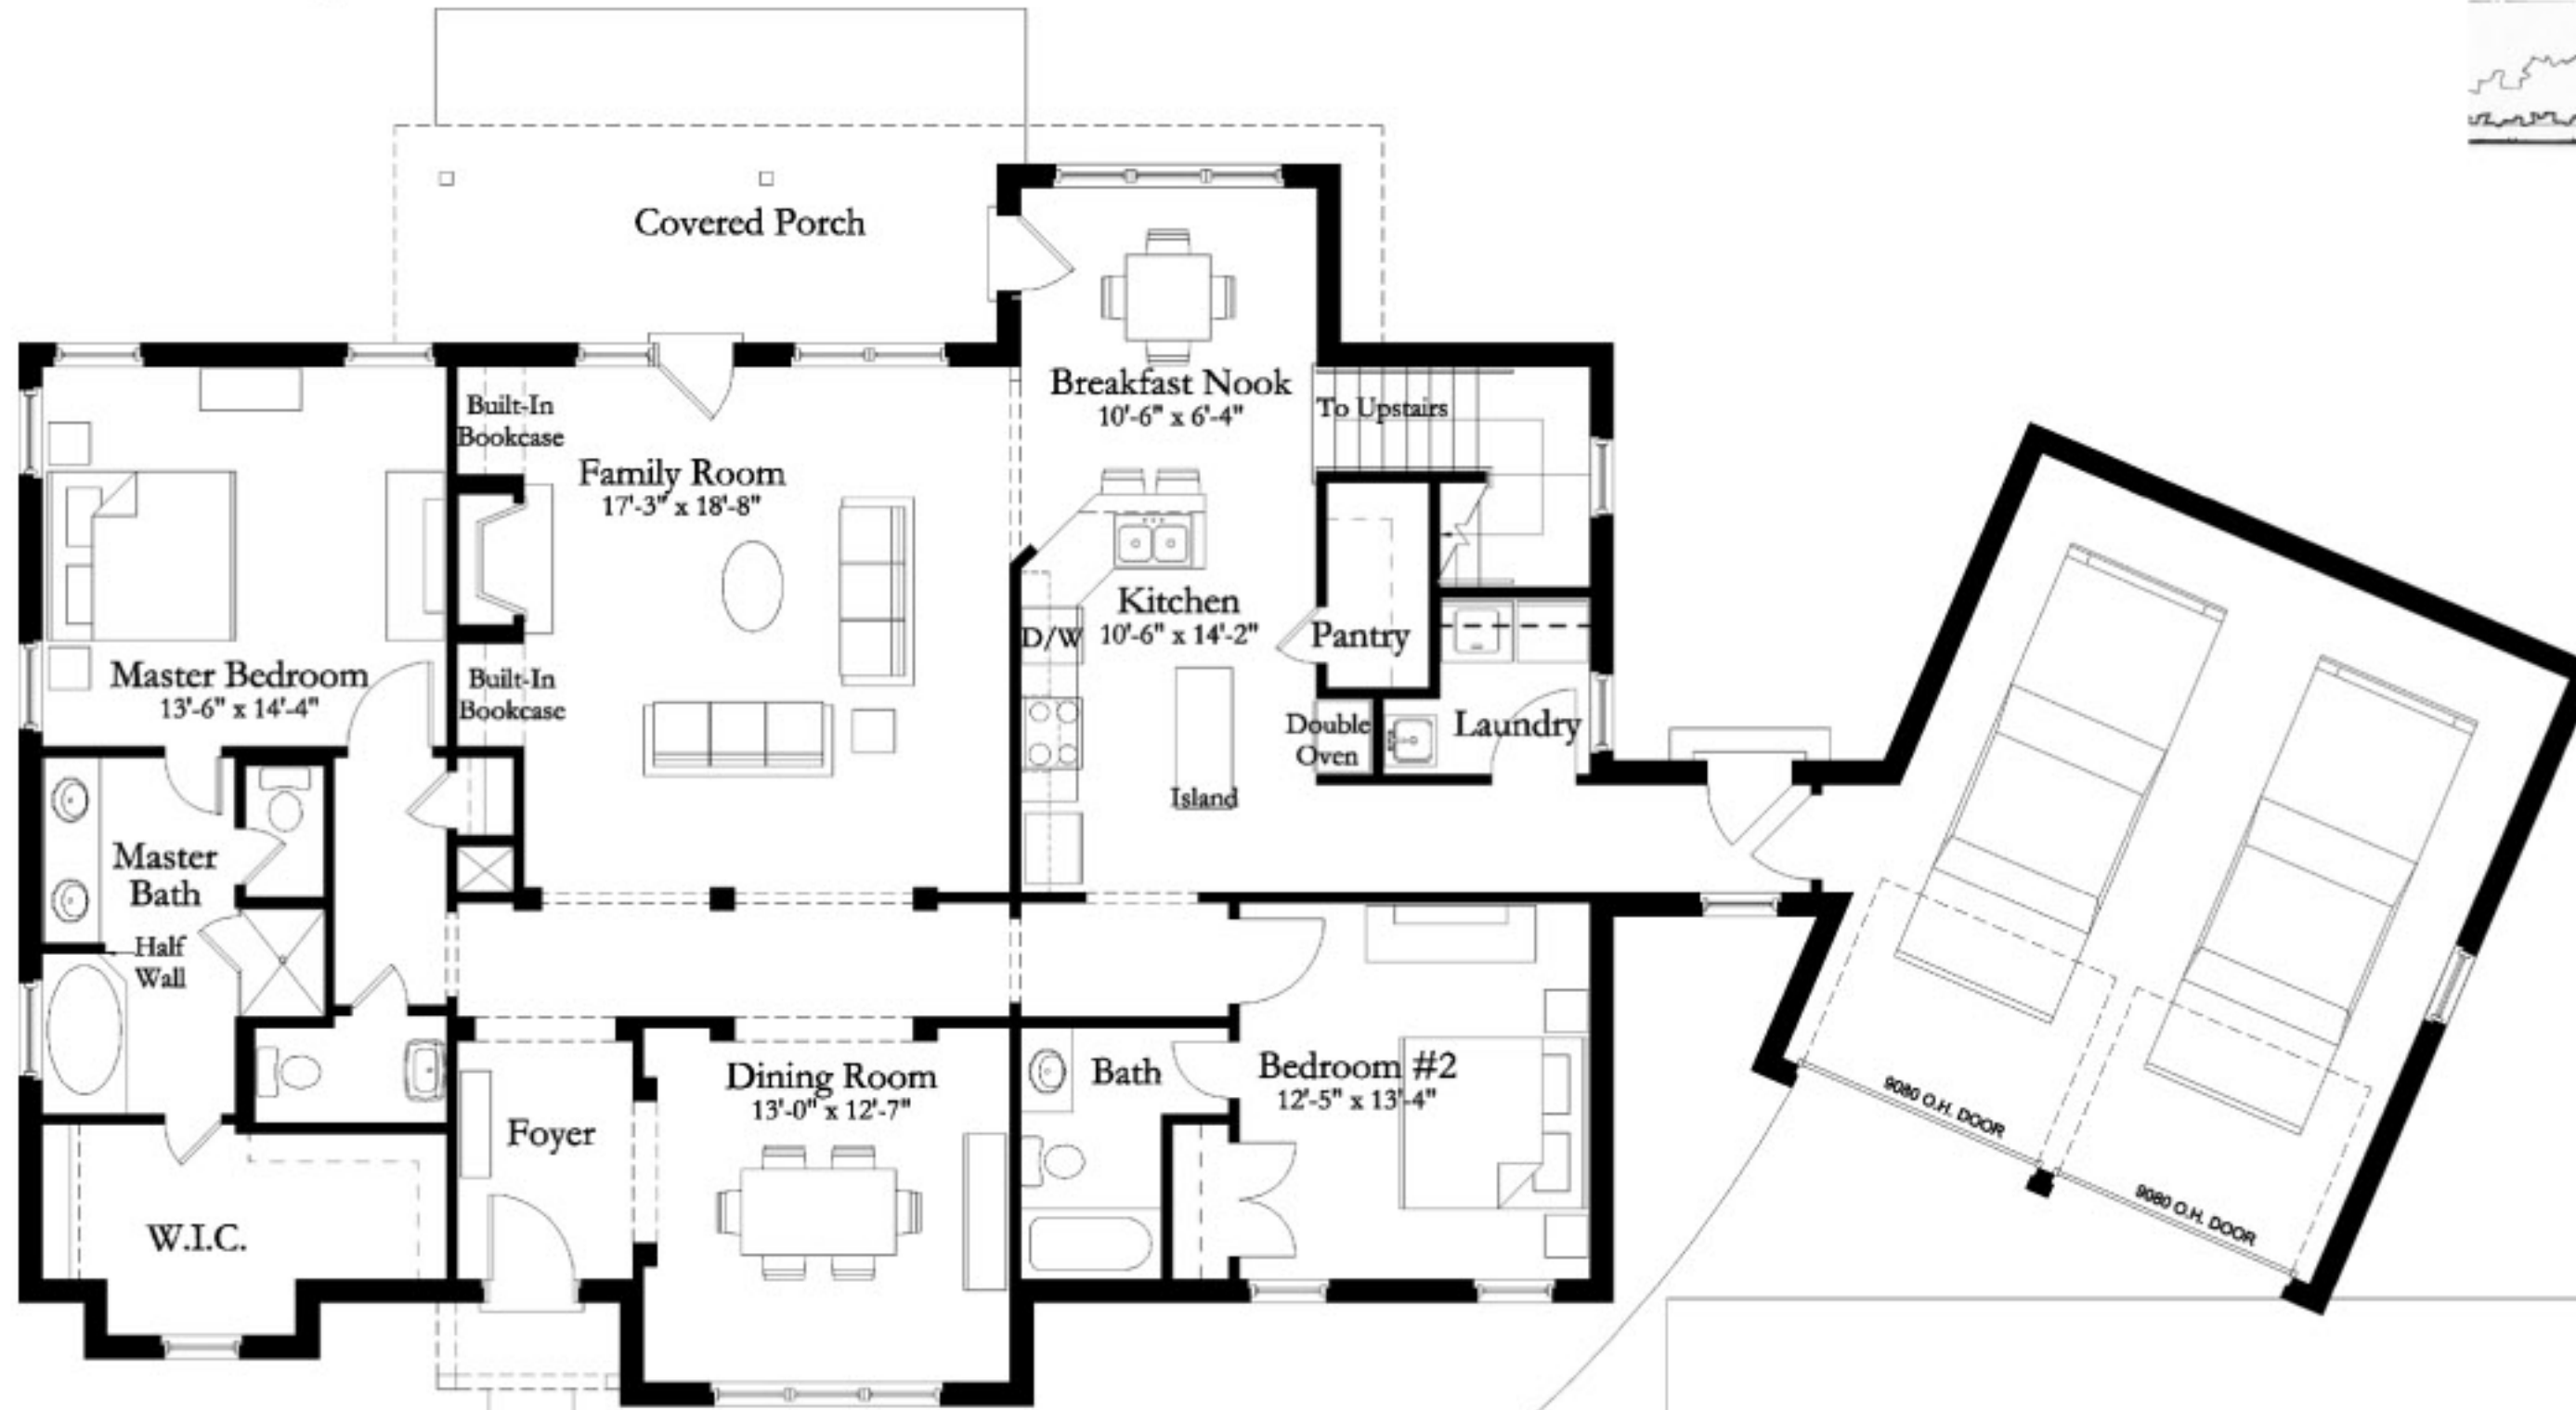 Covered Porch
Built-In
Bookcase
Family Room
17'-3" x 18'-8"
Breakfast Nook
10'-6" x 6'-4"
To Upstairs
Master Bedroom
13'-6" x 14'-4"
Built-In
Bookcase
Kitchen
10'-6" x 14'-2"
D/W
Pantry
Double
Oven
Laundry
Island
Master
Bath
Half
Wall
Foyer
Dining Room
13'-0" x 12'-7"
Bath
Bedroom #2
12'-5" x 13'-4"
W.I.C.
9080 O.H. DOOR
9080 O.H. DOOR